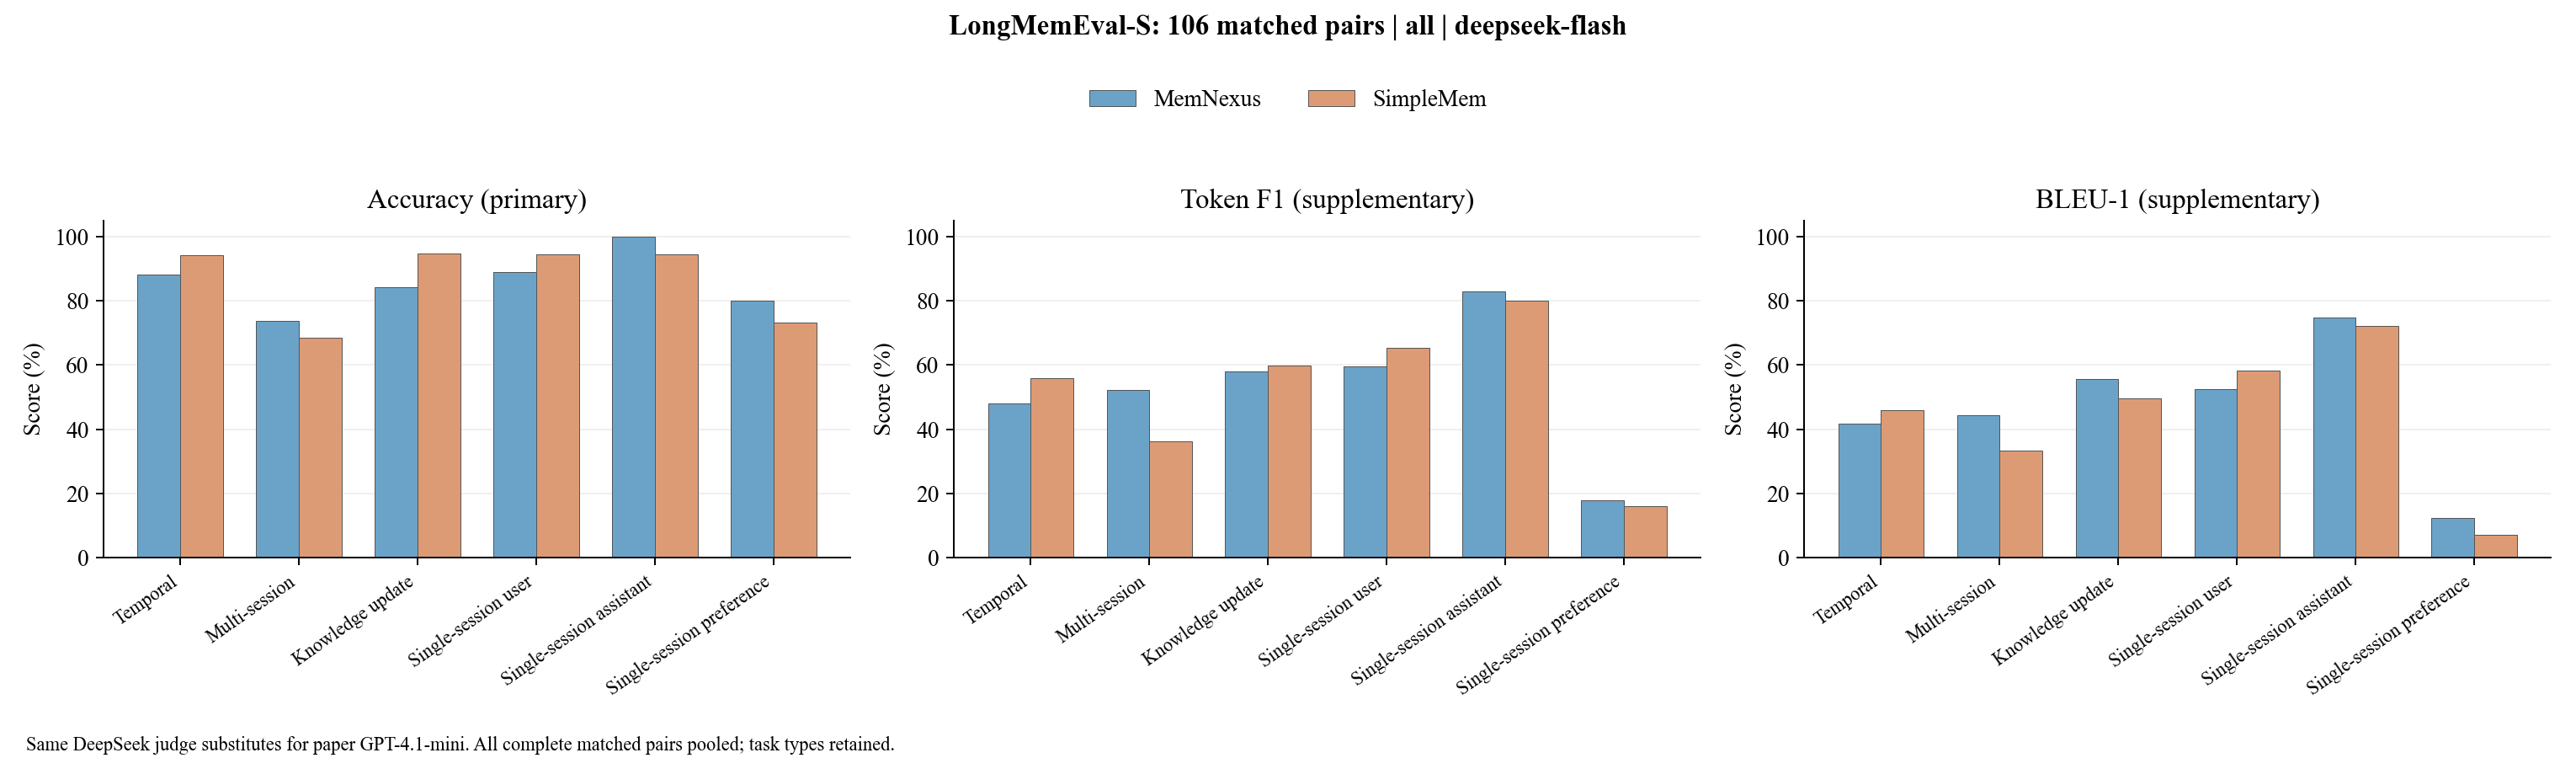 LongMemEval-S: 106 matched pairs | all | deepseek-flash
MemNexus
SimpleMem
Accuracy (primary)
Score (%)
100
80
60
40
20
0
Temporal
Multi-session
Knowledge update
Single-session user
Single-session assistant
Single-session preference
Token F1 (supplementary)
Score (%)
100
80
60
40
20
0
Temporal
Multi-session
Knowledge update
Single-session user
Single-session assistant
Single-session preference
BLEU-1 (supplementary)
Score (%)
100
80
60
40
20
0
Temporal
Multi-session
Knowledge update
Single-session user
Single-session assistant
Single-session preference
Same DeepSeek judge substitutes for paper GPT-4.1-mini. All complete matched pairs pooled; task types retained.